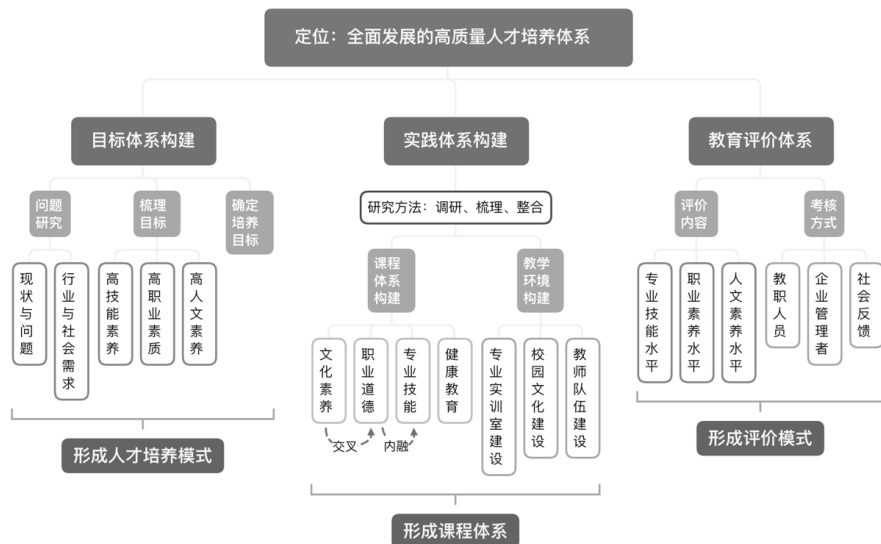 定位：全面发展的高质量人才培养体系
目标体系构建
实践体系构建
教育评价体系
问题
研究
梳理
目标
确定
培养
目标
研究方法：调研、梳理、整合
评价
内容
考核
方式
现状与问题
行业与社会需求
高技能素养
高职业素质
高人文素养
课程
体系
构建
教学
环境
构建
专业技能水平
职业素养水平
人文素养水平
教职人员
企业管理者
社会反馈
文化素养
职业道德
专业技能
健康教育
专业实训室建设
校园文化建设
教师队伍建设
交叉
内融
形成人才培养模式
形成评价模式
形成课程体系